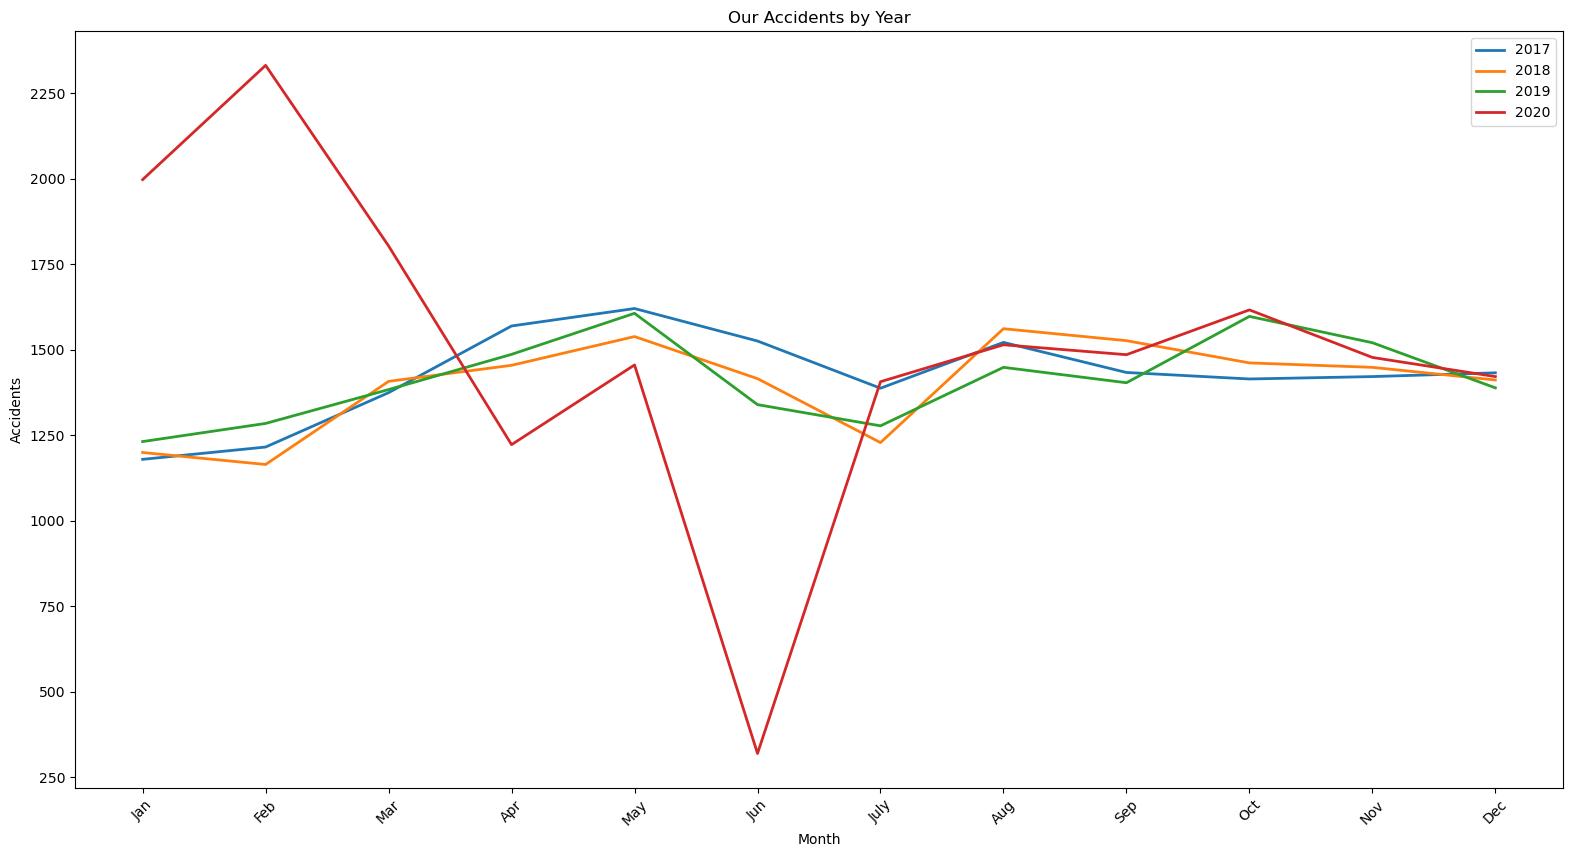 Our Accidents by Year
2017
2018
2019
2020
Accidents
2250
2000
1750
1500
1250
1000
750
500
250
Jan
Feb
Mar
Apr
May
Jun
July
Aug
Sep
Oct
Nov
Dec
Month